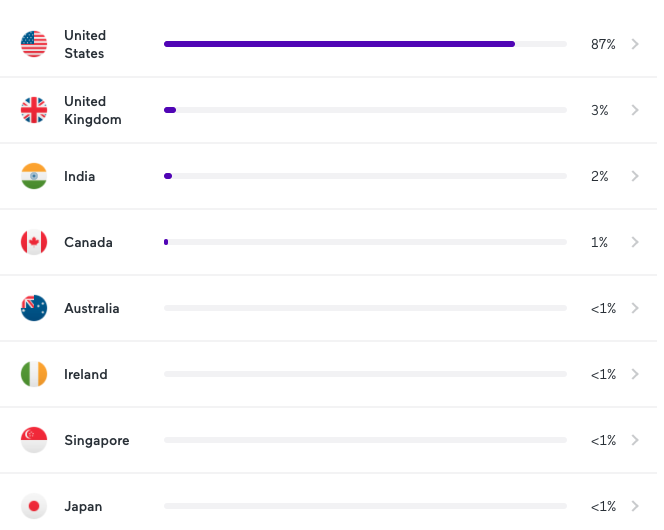 United
States
87%
United
Kingdom
3%
India
2%
Canada
1%
Australia
<1%
Ireland
<1%
Singapore
<1%
Japan
<1%